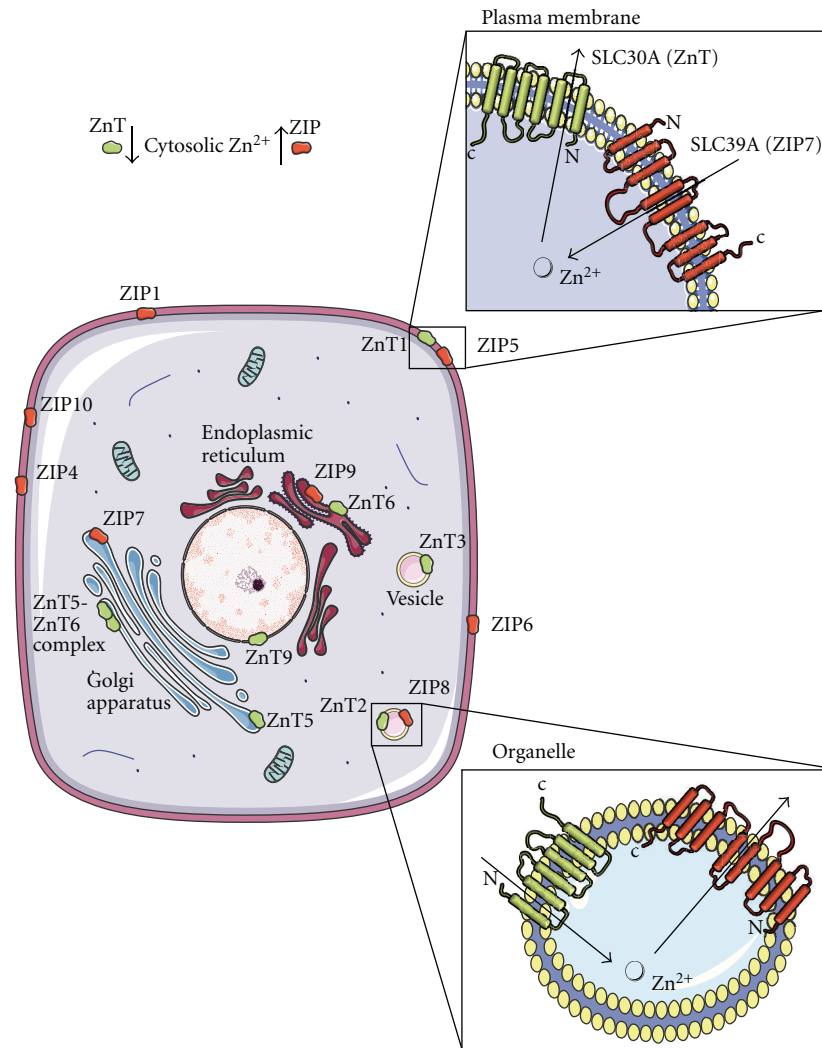 Plasma membrane
SLC30A (ZnT)
N
SLC39A (ZIP7)
c
N
c
Zn²⁺
ZnT
Cytosolic Zn²⁺
ZIP
ZIP1
ZnT1
ZIP5
ZIP10
Endoplasmic
reticulum
ZIP4
ZIP9
ZnT6
ZIP7
ZnT3
Vesicle
ZnT5-
ZnT6
complex
ZIP6
ZnT9
Golgi
apparatus
ZIP8
ZnT2
ZnT5
Organelle
c
c
N
N
Zn²⁺